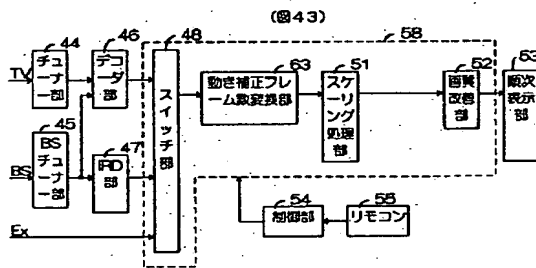 (図43)
58
44
46
48
TV
チューナー部
デコーダ部
スイッチ部
63
動き補正フレーム数変換部
51
スケーリング処理部
52
画質改善部
53
順次表示部
45
BS
BSチューナー部
47
IRD部
Ex
54
制御部
55
リモコン